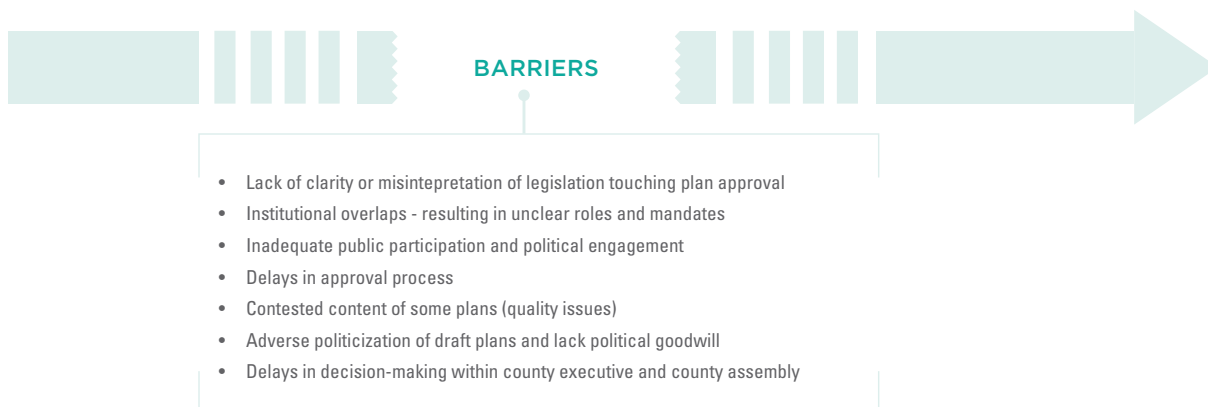 BARRIERS
• Lack of clarity or misintepretation of legislation touching plan approval
• Institutional overlaps - resulting in unclear roles and mandates
• Inadequate public participation and political engagement
• Delays in approval process
• Contested content of some plans (quality issues)
• Adverse politicization of draft plans and lack political goodwill
• Delays in decision-making within county executive and county assembly